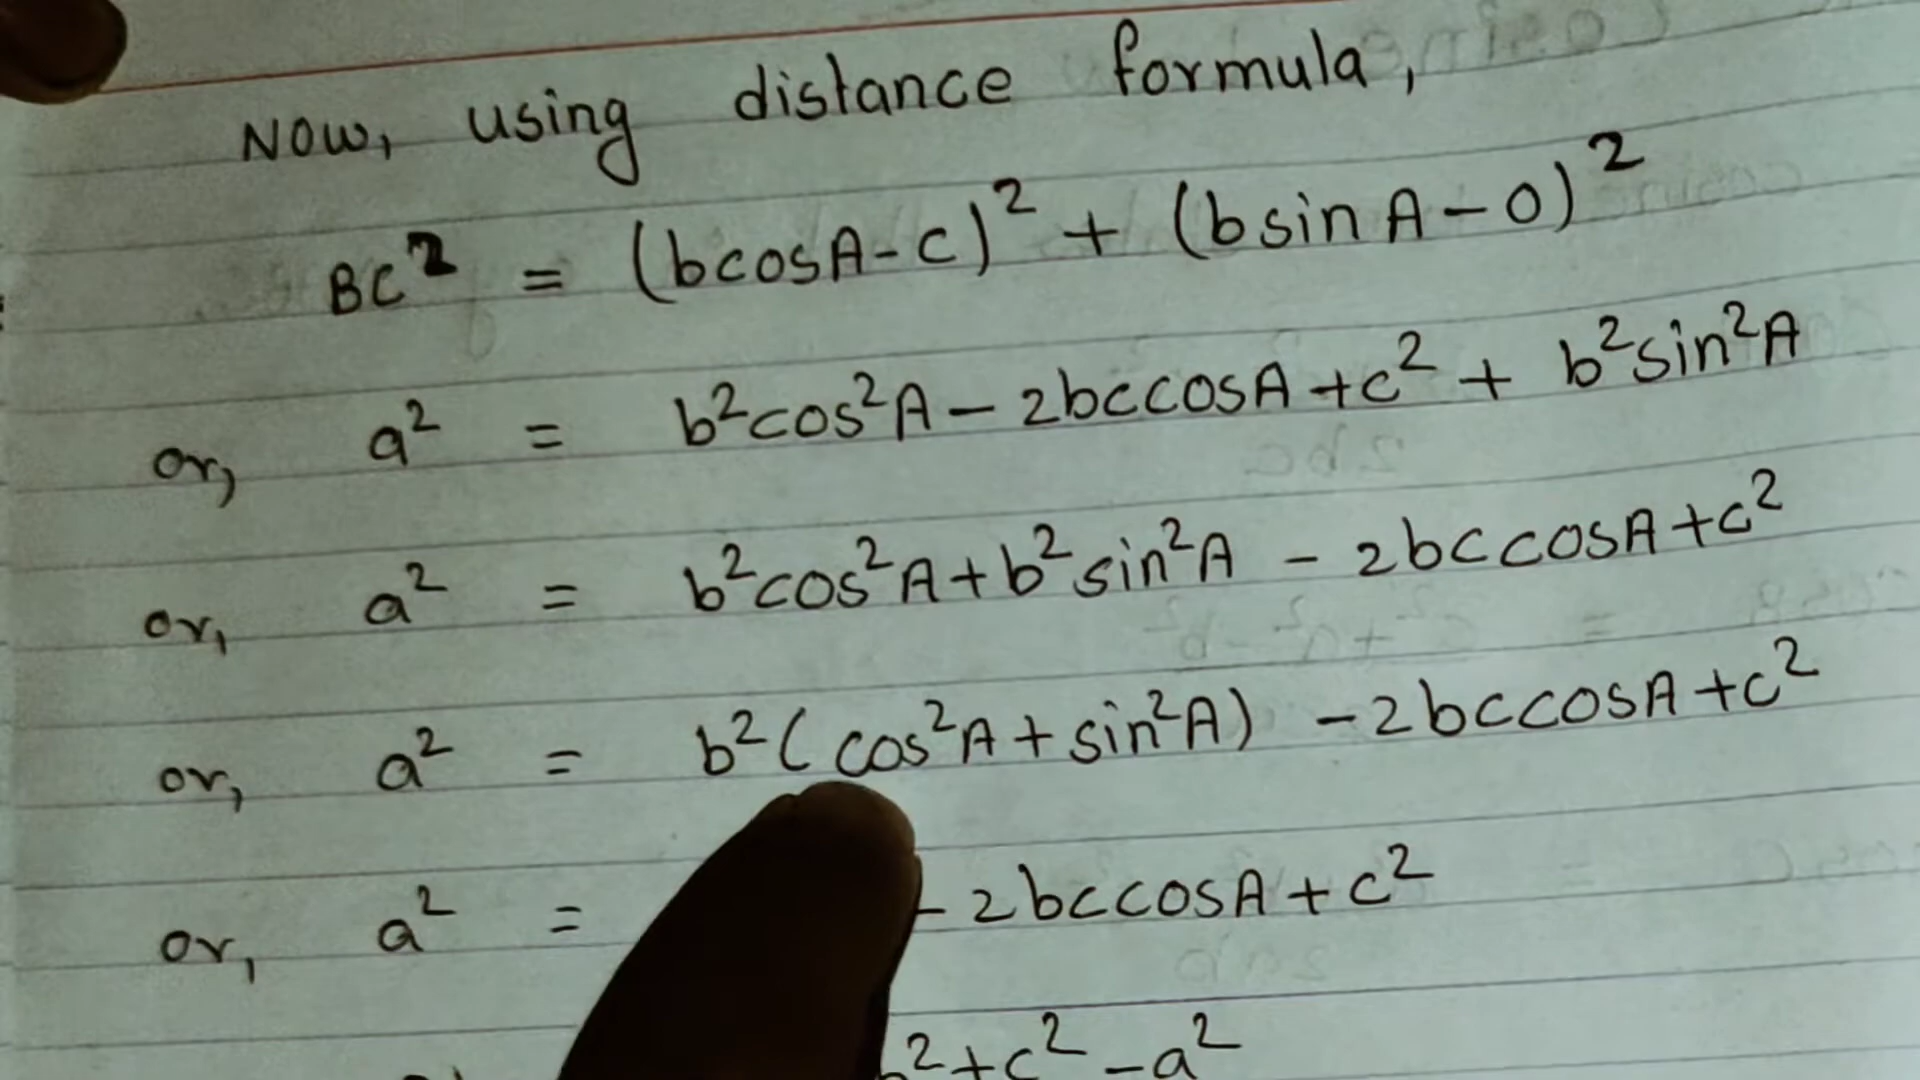 Now, using distance formula,
BC² = (bcosA-c)² + (bsinA-0)²
or, a² = b²cos²A - 2bccosA + c² + b²sin²A
or, a² = b²cos²A + b²sin²A - 2bccosA + c²
or, a² = b²(cos²A + sin²A) - 2bccosA + c²
or, a² = - 2bccosA + c²
²+c²-a²